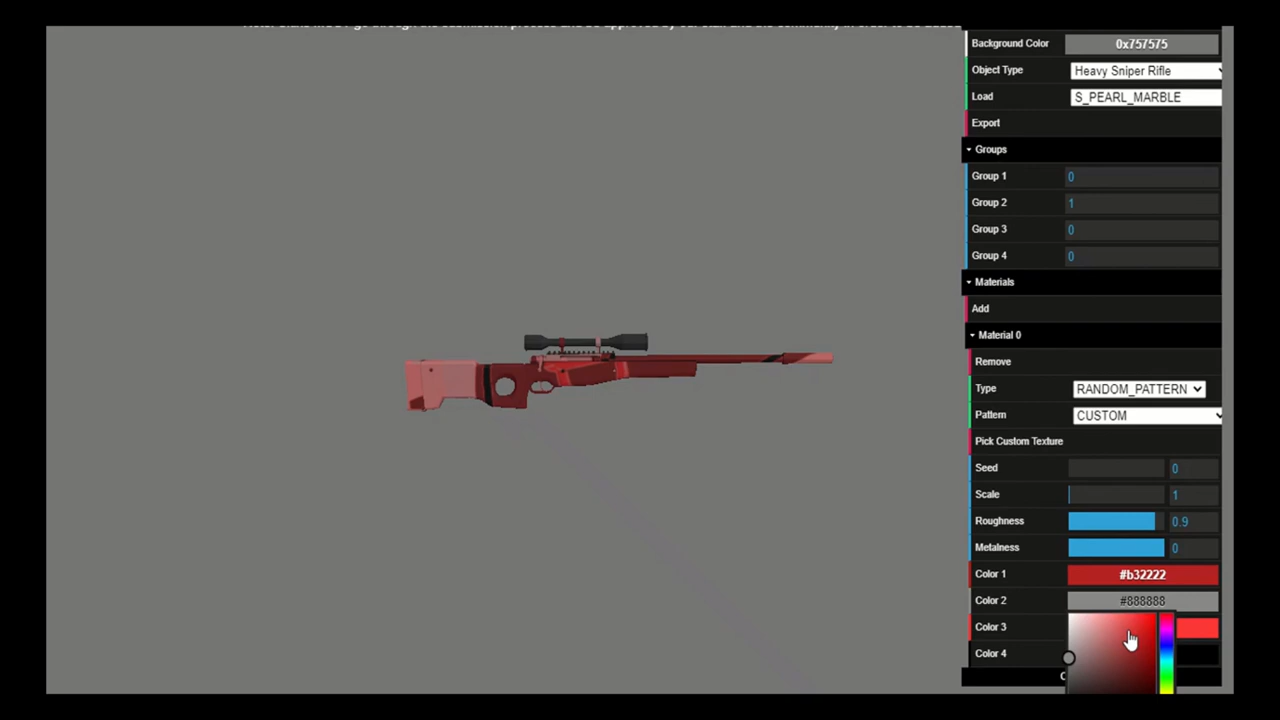 Background Color 0x757575
Object Type Heavy Sniper Rifle
Load S_PEARL_MARBLE
Export
Groups
Group 1 0
Group 2 1
Group 3 0
Group 4 0
Materials
Add
Material 0
Remove
Type RANDOM_PATTERN
Pattern CUSTOM
Pick Custom Texture
Seed 0
Scale 1
Roughness 0.9
Metalness 0
Color 1 #b32222
Color 2 #888888
Color 3
Color 4